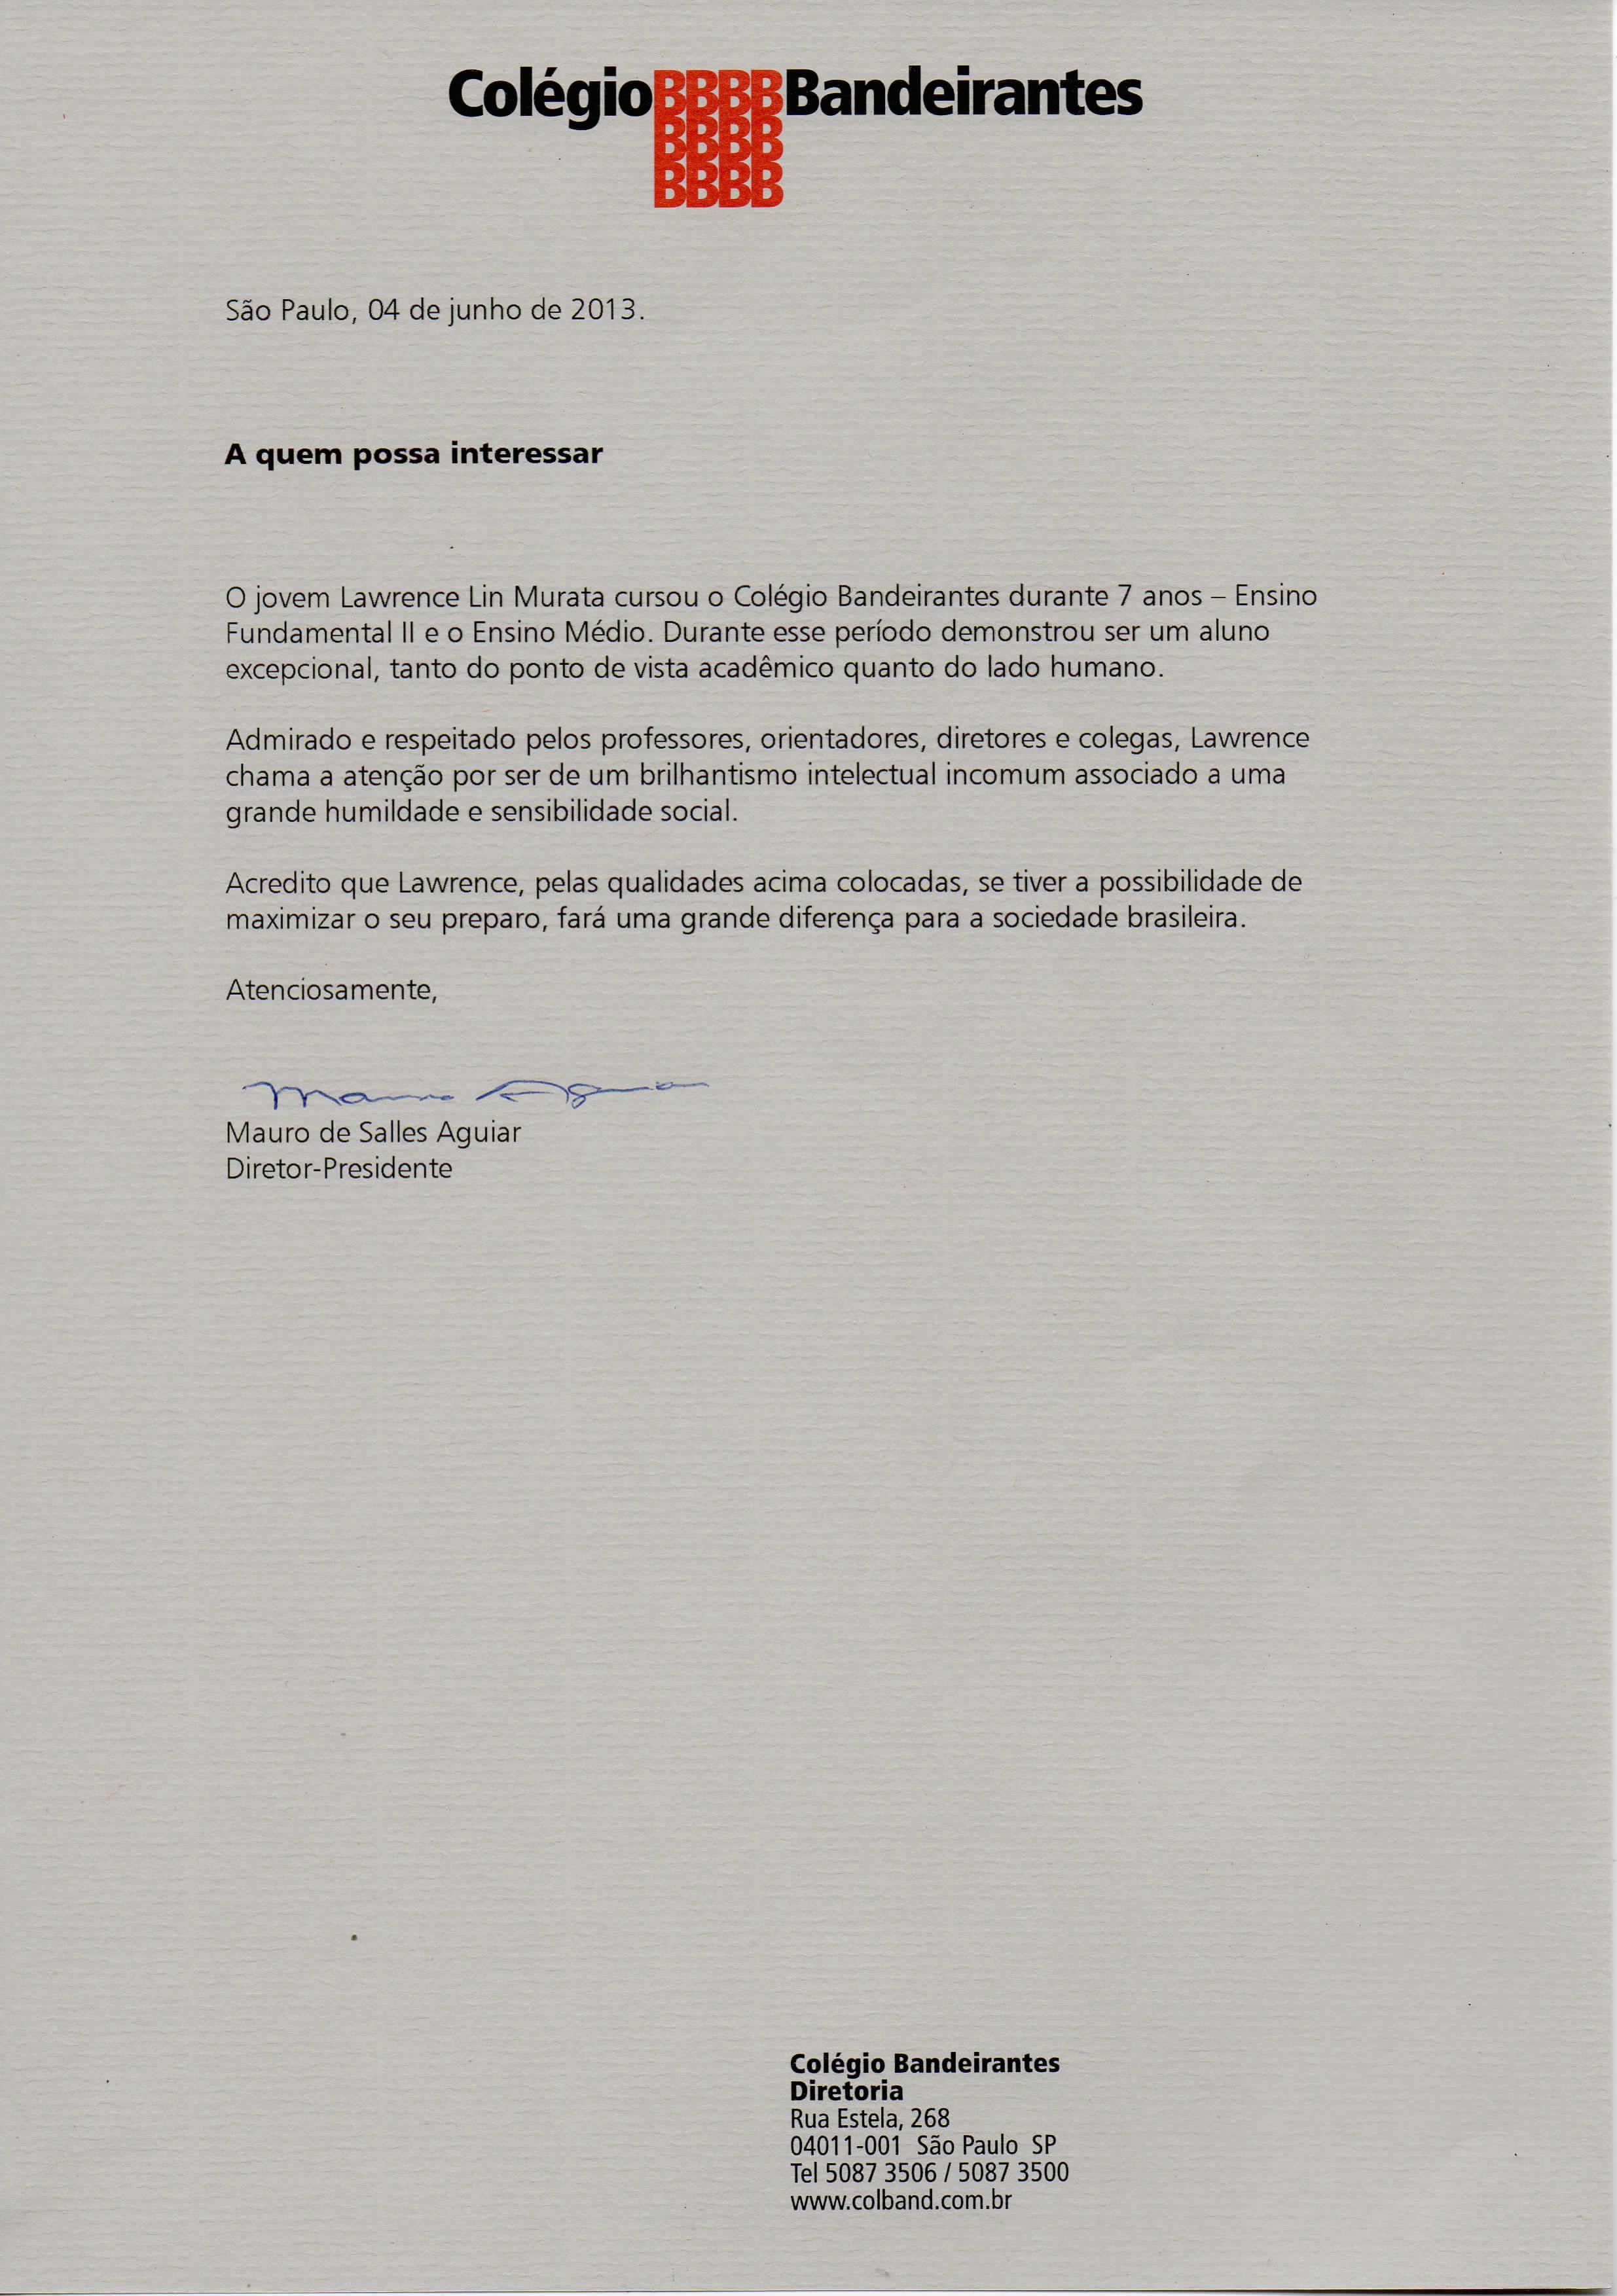 Colégio BBBB Bandeirantes
BBBB
BBBB
São Paulo, 04 de junho de 2013.
A quem possa interessar
O jovem Lawrence Lin Murata cursou o Colégio Bandeirantes durante 7 anos – Ensino
Fundamental II e o Ensino Médio. Durante esse período demonstrou ser um aluno
excepcional, tanto do ponto de vista acadêmico quanto do lado humano.
Admirado e respeitado pelos professores, orientadores, diretores e colegas, Lawrence
chama a atenção por ser de um brilhantismo intelectual incomum associado a uma
grande humildade e sensibilidade social.
Acredito que Lawrence, pelas qualidades acima colocadas, se tiver a possibilidade de
maximizar o seu preparo, fará uma grande diferença para a sociedade brasileira.
Atenciosamente,
Mauro Aguiar
Mauro de Salles Aguiar
Diretor-Presidente
Colégio Bandeirantes
Diretoria
Rua Estela, 268
04011-001 São Paulo SP
Tel 5087 3506 / 5087 3500
www.colband.com.br